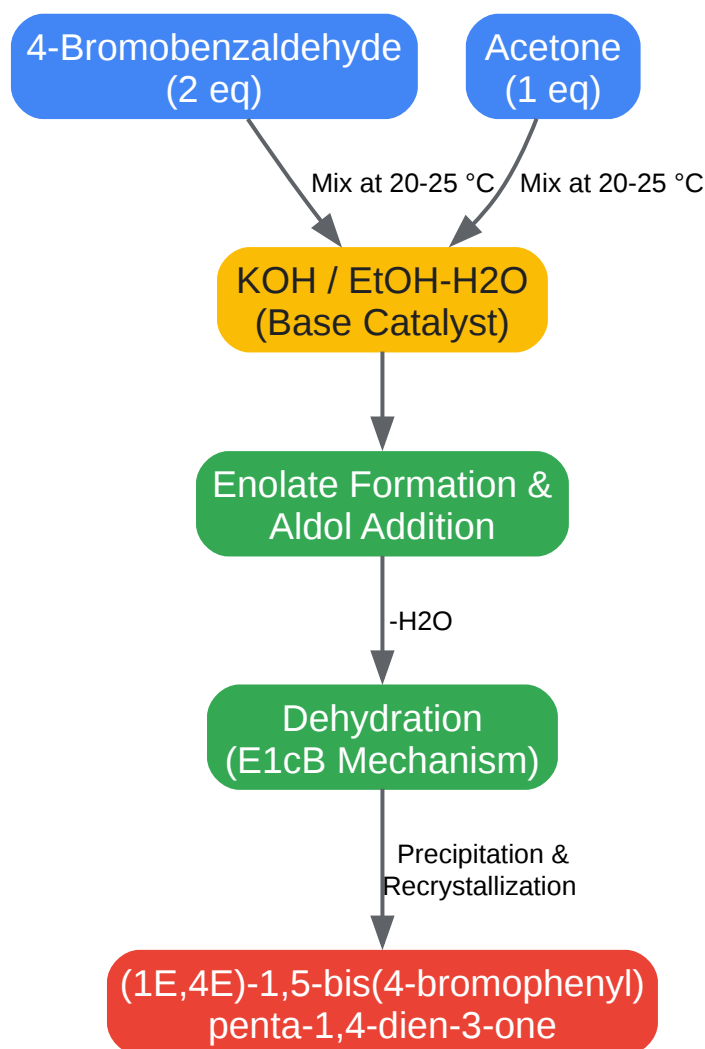 4-Bromobenzaldehyde
(2 eq)
Acetone
(1 eq)
Mix at 20-25 °C
Mix at 20-25 °C
KOH / EtOH-H2O
(Base Catalyst)
Enolate Formation &
Aldol Addition
-H2O
Dehydration
(E1cB Mechanism)
Precipitation &
Recrystallization
(1E,4E)-1,5-bis(4-bromophenyl)
penta-1,4-dien-3-one